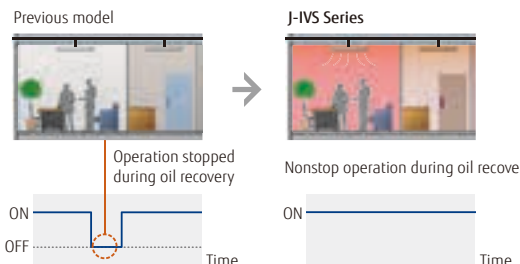 Previous model
J-IVS Series
Operation stopped
during oil recovery
Nonstop operation during oil recove
ON
OFF
Time
ON
Time